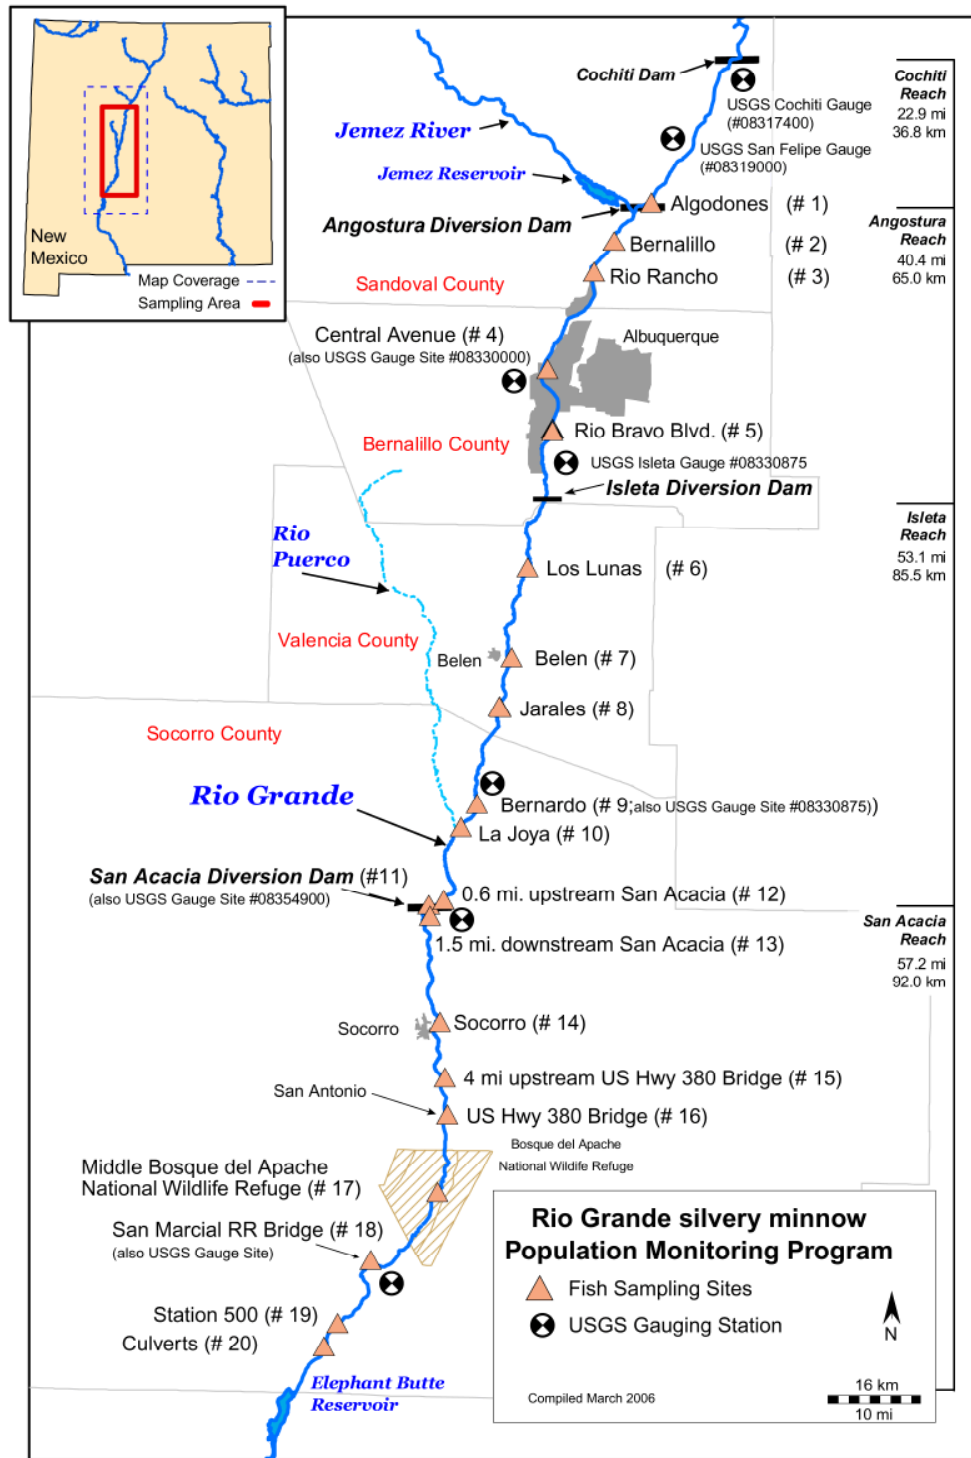 New
Mexico
Map Coverage
Sampling Area
Cochiti Dam
USGS Cochiti Gauge
(#08317400)
USGS San Felipe Gauge
(#08319000)
Cochiti
Reach
22.9 mi
36.8 km
Jemez River
Jemez Reservoir
Angostura Diversion Dam
Algodones (# 1)
Bernalillo (# 2)
Rio Rancho (# 3)
Angostura
Reach
40.4 mi
65.0 km
Sandoval County
Central Avenue (# 4)
(also USGS Gauge Site #08330000)
Albuquerque
Rio Bravo Blvd. (# 5)
Bernalillo County
USGS Isleta Gauge #08330875
Isleta Diversion Dam
Isleta
Reach
53.1 mi
85.5 km
Rio
Puerco
Los Lunas (# 6)
Valencia County
Belen
Belen (# 7)
Jarales (# 8)
Socorro County
Rio Grande
Bernardo (# 9;also USGS Gauge Site #08330875))
La Joya (# 10)
San Acacia Diversion Dam (#11)
(also USGS Gauge Site #08354900)
0.6 mi. upstream San Acacia (# 12)
1.5 mi. downstream San Acacia (# 13)
San Acacia
Reach
57.2 mi
92.0 km
Socorro
Socorro (# 14)
4 mi upstream US Hwy 380 Bridge (# 15)
San Antonio
US Hwy 380 Bridge (# 16)
Bosque del Apache
National Wildlife Refuge
Middle Bosque del Apache
National Wildlife Refuge (# 17)
San Marcial RR Bridge (# 18)
(also USGS Gauge Site)
Station 500 (# 19)
Culverts (# 20)
Elephant Butte
Reservoir
Rio Grande silvery minnow
Population Monitoring Program
Fish Sampling Sites
USGS Gauging Station
N
Compiled March 2006
16 km
10 mi